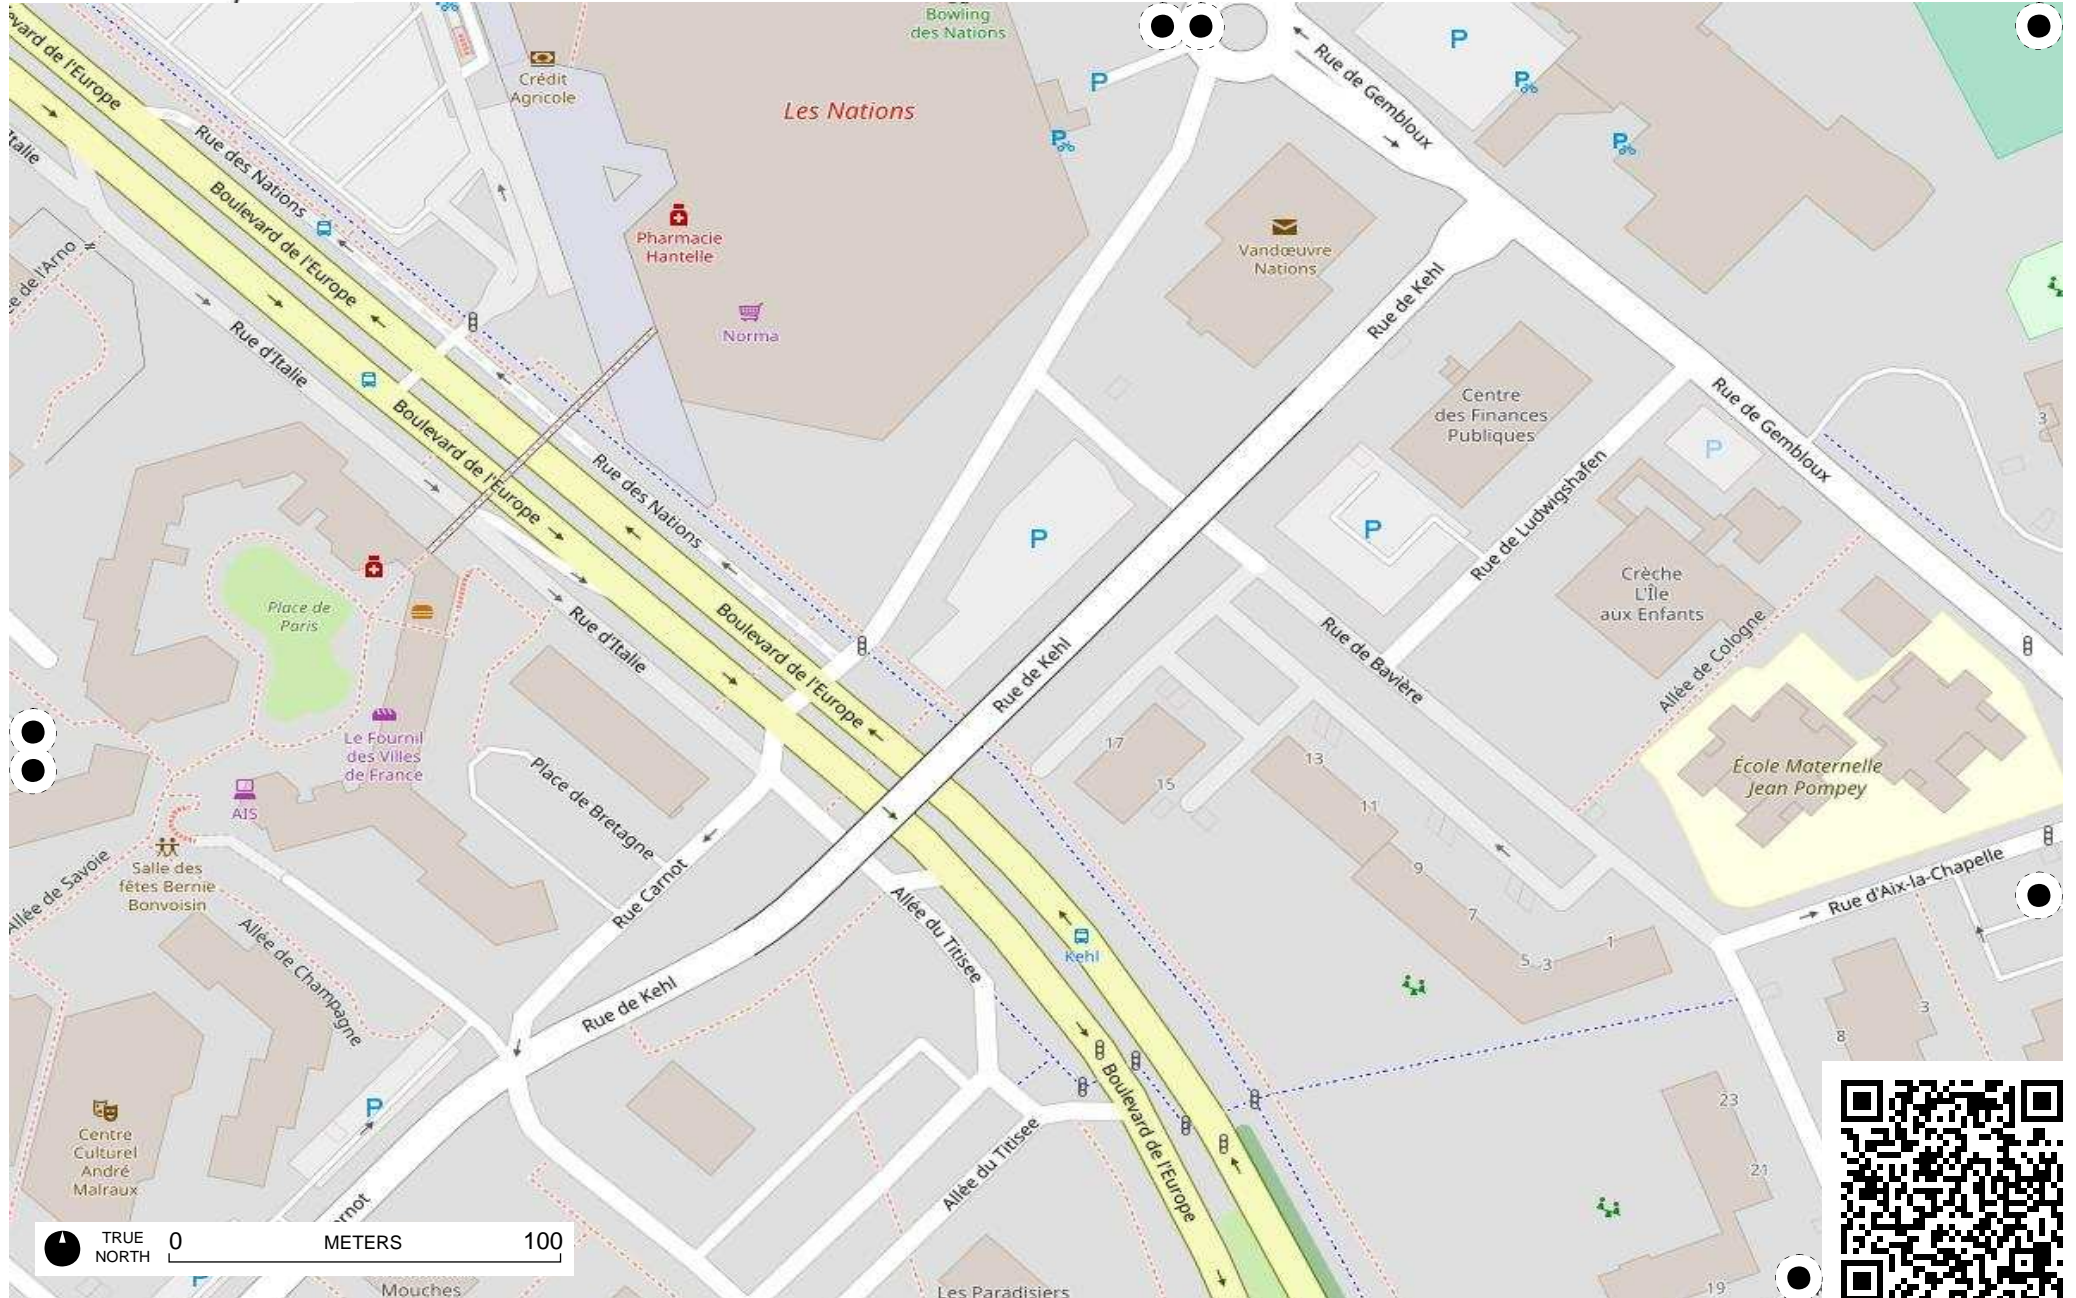 Bowling
des Nations
Crédit
Agricole
Les Nations
Rue de Gembloux
Boulevard de l'Europe
Rue des Nations
Boulevard de l'Europe
Pharmacie
Hantelle
Norma
Vandœuvre
Nations
Rue de Kehl
Rue d'Italie
Boulevard de l'Europe
Rue des Nations
Centre
des Finances
Publiques
Rue de Gembloux
3
Rue de Ludwigshafen
Crèche
L'Île
aux Enfants
Place de
Paris
Rue d'Italie
Boulevard de l'Europe
Rue de Kehl
Rue de Bavière
Allée de Cologne
École Maternelle
Jean Pompey
Le Fournil
des Villes
de France
AIS
Place de Bretagne
17
15
13
11
9
7
5
3
1
Salle des
fêtes Bernie
Bonvoisin
Allée de Savoie
Allée de Champagne
Rue Carnot
Allée du Titisee
Rue d'Aix-la-Chapelle
Kehl
Rue de Kehl
8
3
Boulevard de l'Europe
Allée du Titisee
Centre
Culturel
André
Malraux
23
21
19
Mouches
Les Paradisiers
TRUE
NORTH
0
METERS
100